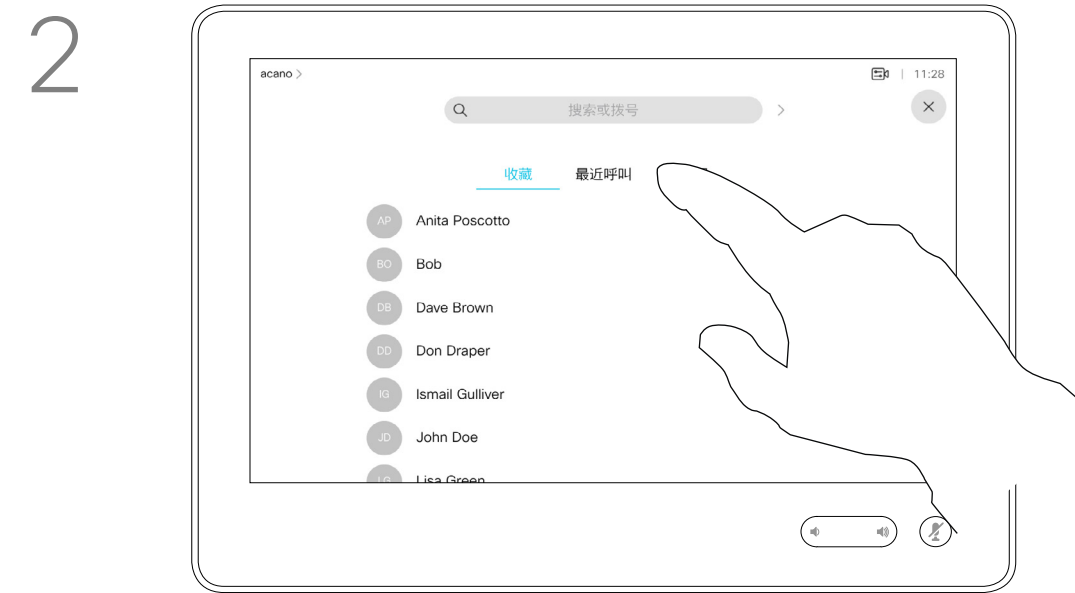 2
acano >
11:28
搜索或拨号
收藏 最近呼叫
AP Anita Poscotto
BO Bob
DB Dave Brown
DD Don Draper
IG Ismail Gulliver
JD John Doe
LG Lisa Green